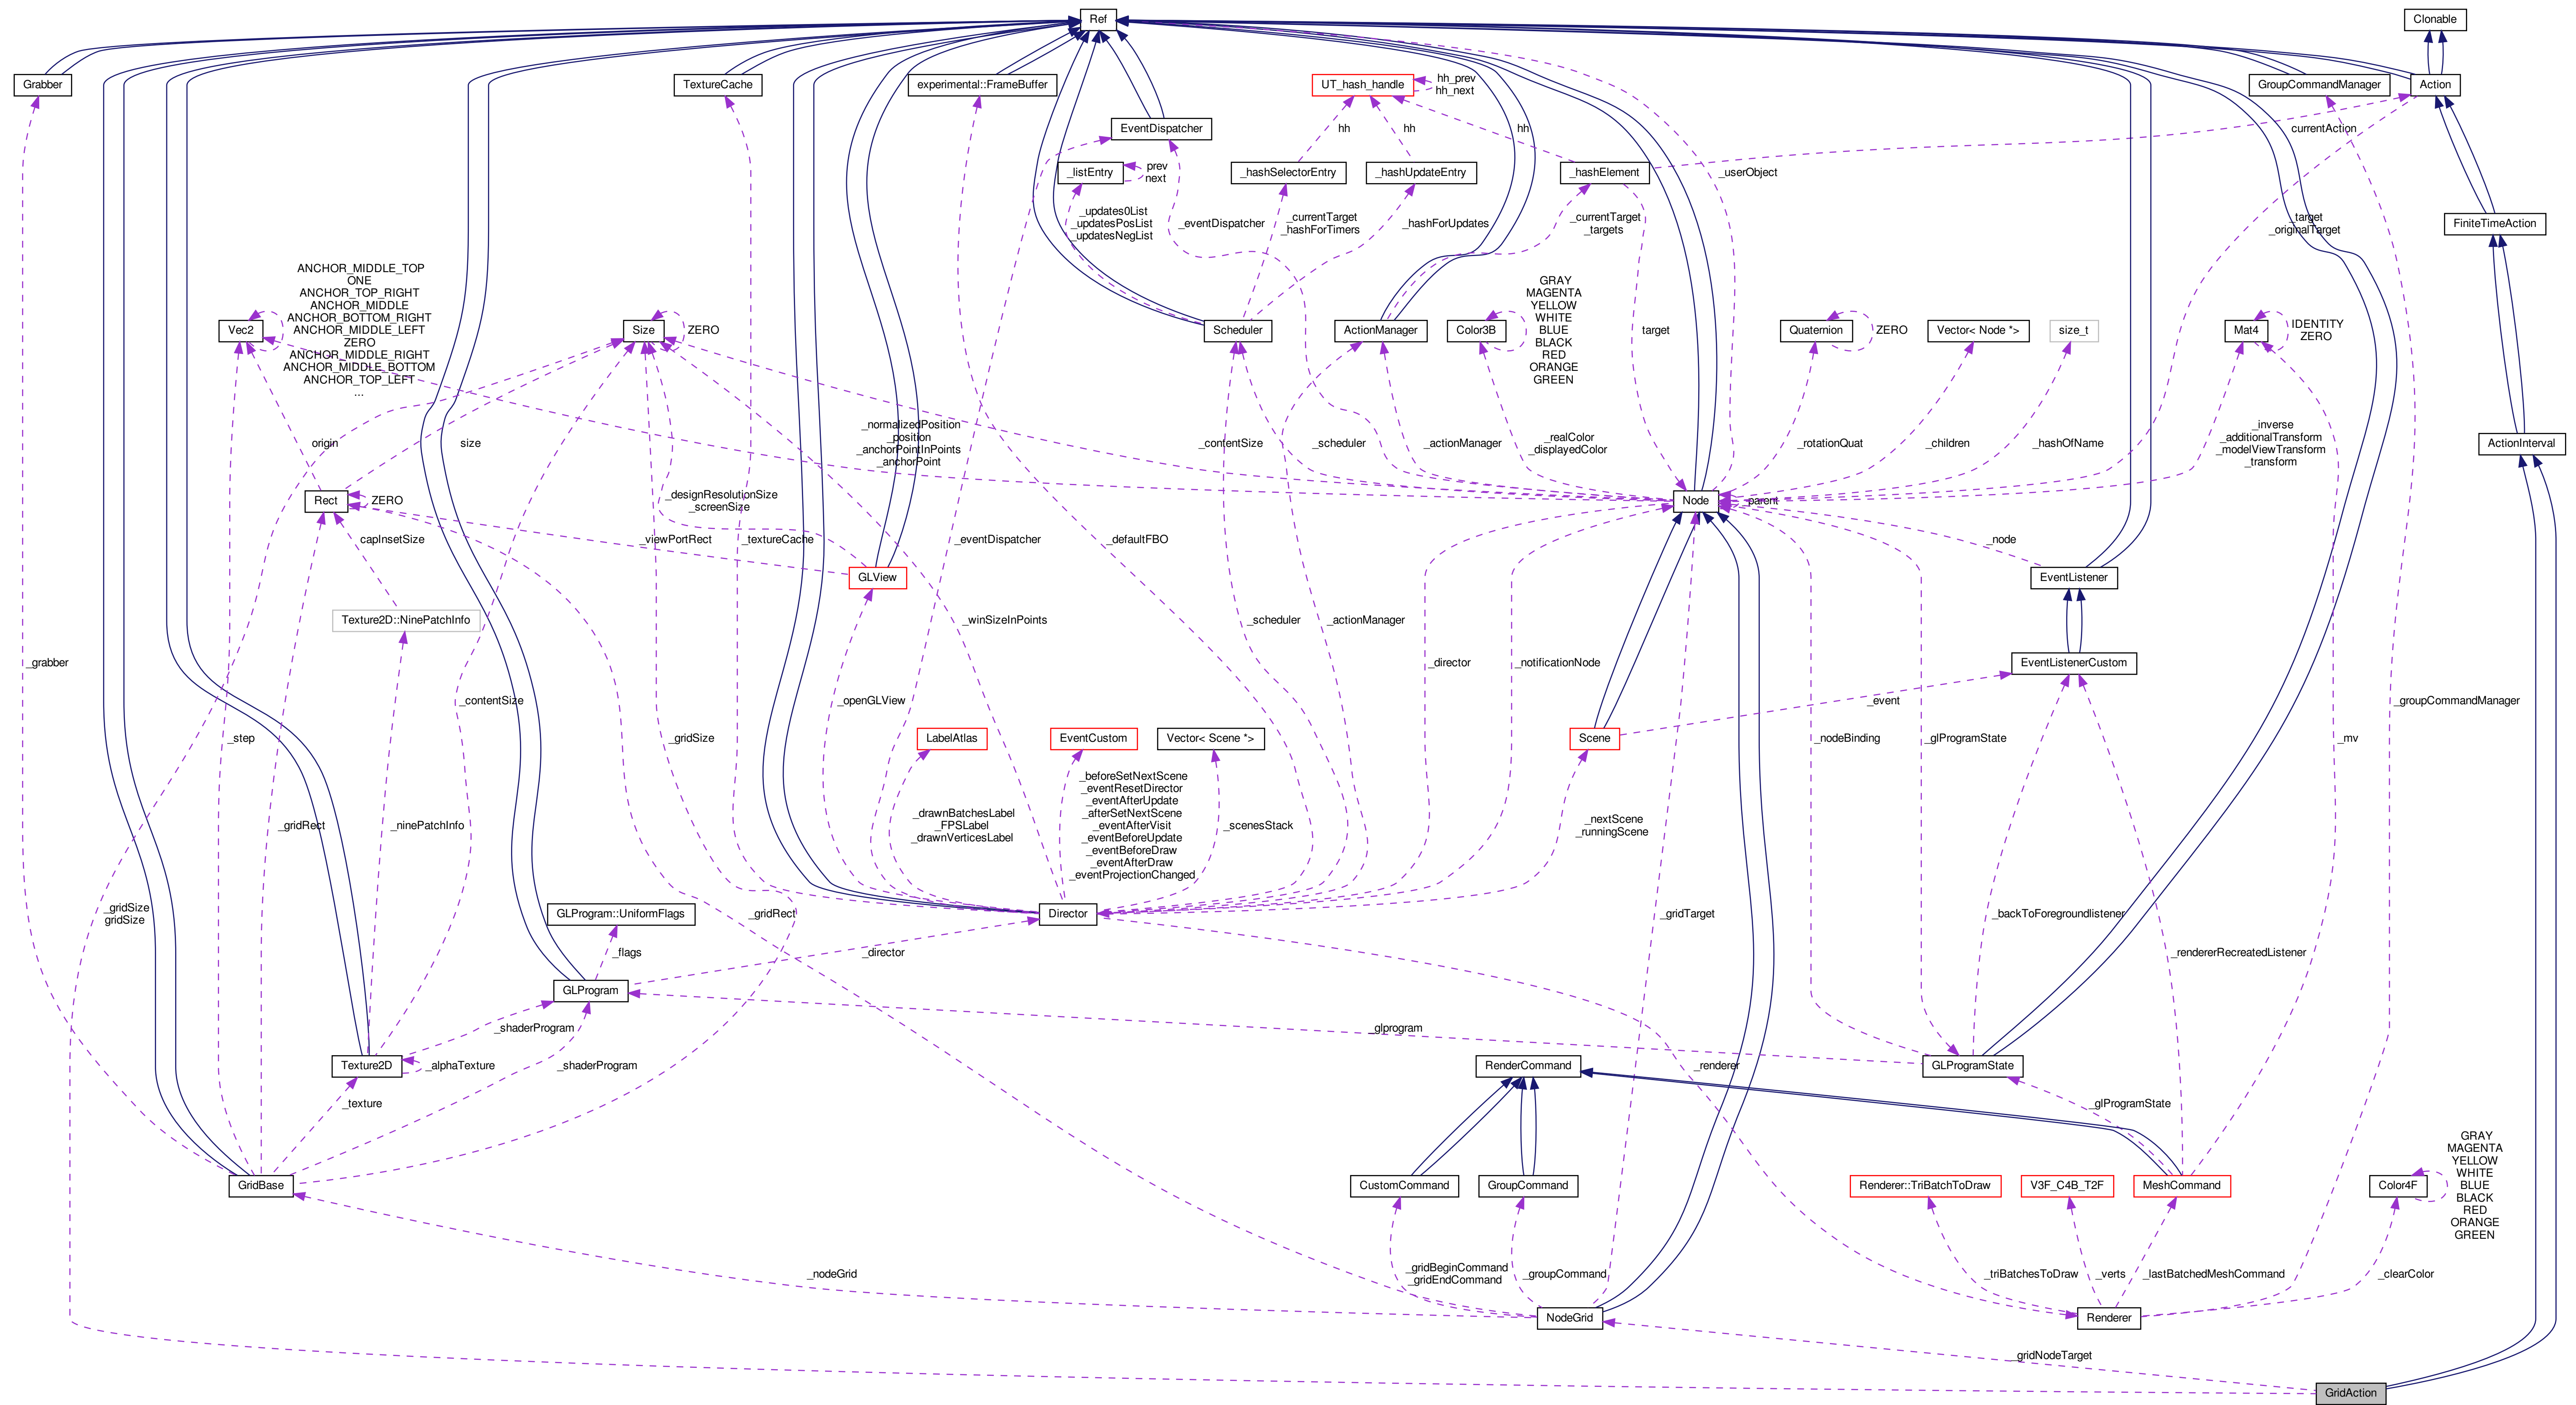 Ref
Clonable
Grabber
TextureCache
experimental::FrameBuffer
UT_hash_handle
hh_prev
hh_next
GroupCommandManager
Action
EventDispatcher
hh
hh
hh
currentAction
_listEntry
prev
next
_hashSelectorEntry
_hashUpdateEntry
_hashElement
_userObject
_updates0List
_updatesPosList
_updatesNegList
_eventDispatcher
_currentTarget
_hashForTimers
_hashForUpdates
_currentTarget
_targets
_target
_originalTarget
FiniteTimeAction
ANCHOR_MIDDLE_TOP
ONE
ANCHOR_TOP_RIGHT
ANCHOR_MIDDLE
ANCHOR_BOTTOM_RIGHT
ANCHOR_MIDDLE_LEFT
ZERO
ANCHOR_MIDDLE_RIGHT
ANCHOR_MIDDLE_BOTTOM
ANCHOR_TOP_LEFT
...
Vec2
Size
ZERO
Scheduler
ActionManager
Color3B
GRAY
MAGENTA
YELLOW
WHITE
BLUE
BLACK
RED
ORANGE
GREEN
target
Quaternion
ZERO
Vector< Node *>
size_t
Mat4
IDENTITY
ZERO
origin
size
_normalizedPosition
_position
_anchorPointInPoints
_anchorPoint
_contentSize
_scheduler
_actionManager
_realColor
_displayedColor
_rotationQuat
_children
_hashOfName
_inverse
_additionalTransform
_modelViewTransform
_transform
ActionInterval
Rect
ZERO
_designResolutionSize
_screenSize
Node
_parent
capInsetSize
_viewPortRect
_textureCache
_eventDispatcher
_defaultFBO
_node
GLView
EventListener
Texture2D::NinePatchInfo
_winSizeInPoints
_scheduler
_actionManager
_grabber
_director
_notificationNode
EventListenerCustom
_contentSize
_openGLView
_event
_groupCommandManager
_step
_gridSize
LabelAtlas
EventCustom
Vector< Scene *>
Scene
_nodeBinding
_glProgramState
_mv
_gridRect
_ninePatchInfo
_drawnBatchesLabel
_FPSLabel
_drawnVerticesLabel
_beforeSetNextScene
_eventResetDirector
_eventAfterUpdate
_afterSetNextScene
_eventAfterVisit
_eventBeforeUpdate
_eventBeforeDraw
_eventAfterDraw
_eventProjectionChanged
_scenesStack
_nextScene
_runningScene
_gridSize
gridSize
GLProgram::UniformFlags
_gridRect
Director
_gridTarget
_backToForegroundlistener
_flags
_director
_rendererRecreatedListener
GLProgram
_shaderProgram
_glprogram
Texture2D
_alphaTexture
_shaderProgram
_renderer
RenderCommand
GLProgramState
_texture
_glProgramState
GridBase
CustomCommand
GroupCommand
Renderer::TriBatchToDraw
V3F_C4B_T2F
MeshCommand
Color4F
GRAY
MAGENTA
YELLOW
WHITE
BLUE
BLACK
RED
ORANGE
GREEN
_nodeGrid
_gridBeginCommand
_gridEndCommand
_groupCommand
_triBatchesToDraw
_verts
_lastBatchedMeshCommand
_clearColor
NodeGrid
Renderer
_gridNodeTarget
GridAction